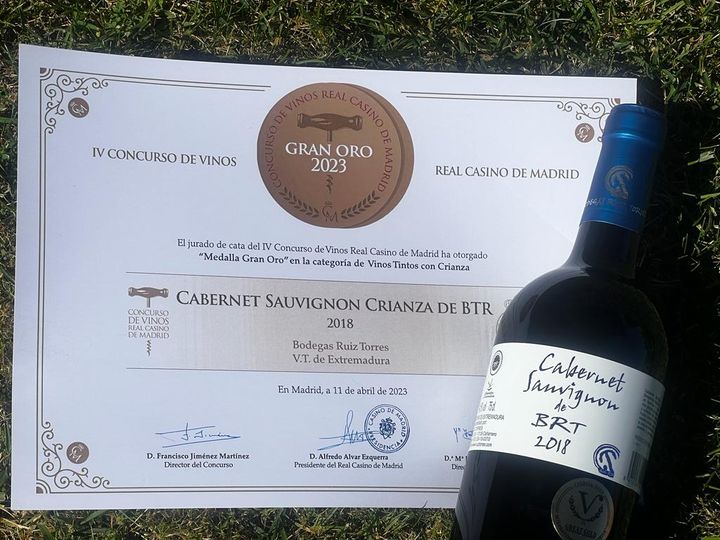 CONCURSO DE VINOS REAL CASINO DE MADRID
GRAN ORO
2023
CM
IV CONCURSO DE VINOS
REAL CASINO DE MADRID
El jurado de cata del IV Concurso de Vinos Real Casino de Madrid ha otorgado
“Medalla Gran Oro” en la categoría de Vinos Tintos con Crianza
CONCURSO
DE VINOS
REAL CASINO
DE MADRID
CABERNET SAUVIGNON CRIANZA DE BTR
2018
Bodegas Ruiz Torres
V.T. de Extremadura
En Madrid, a 11 de abril de 2023
CASINO DE MADRID
D. Francisco Jiménez Martínez
Director del Concurso
D. Alfredo Alvar Ezquerra
Presidente del Real Casino de Madrid
D.ª M.ª
Cabernet
Sauvignon
de
BRT
2018
75cl
V